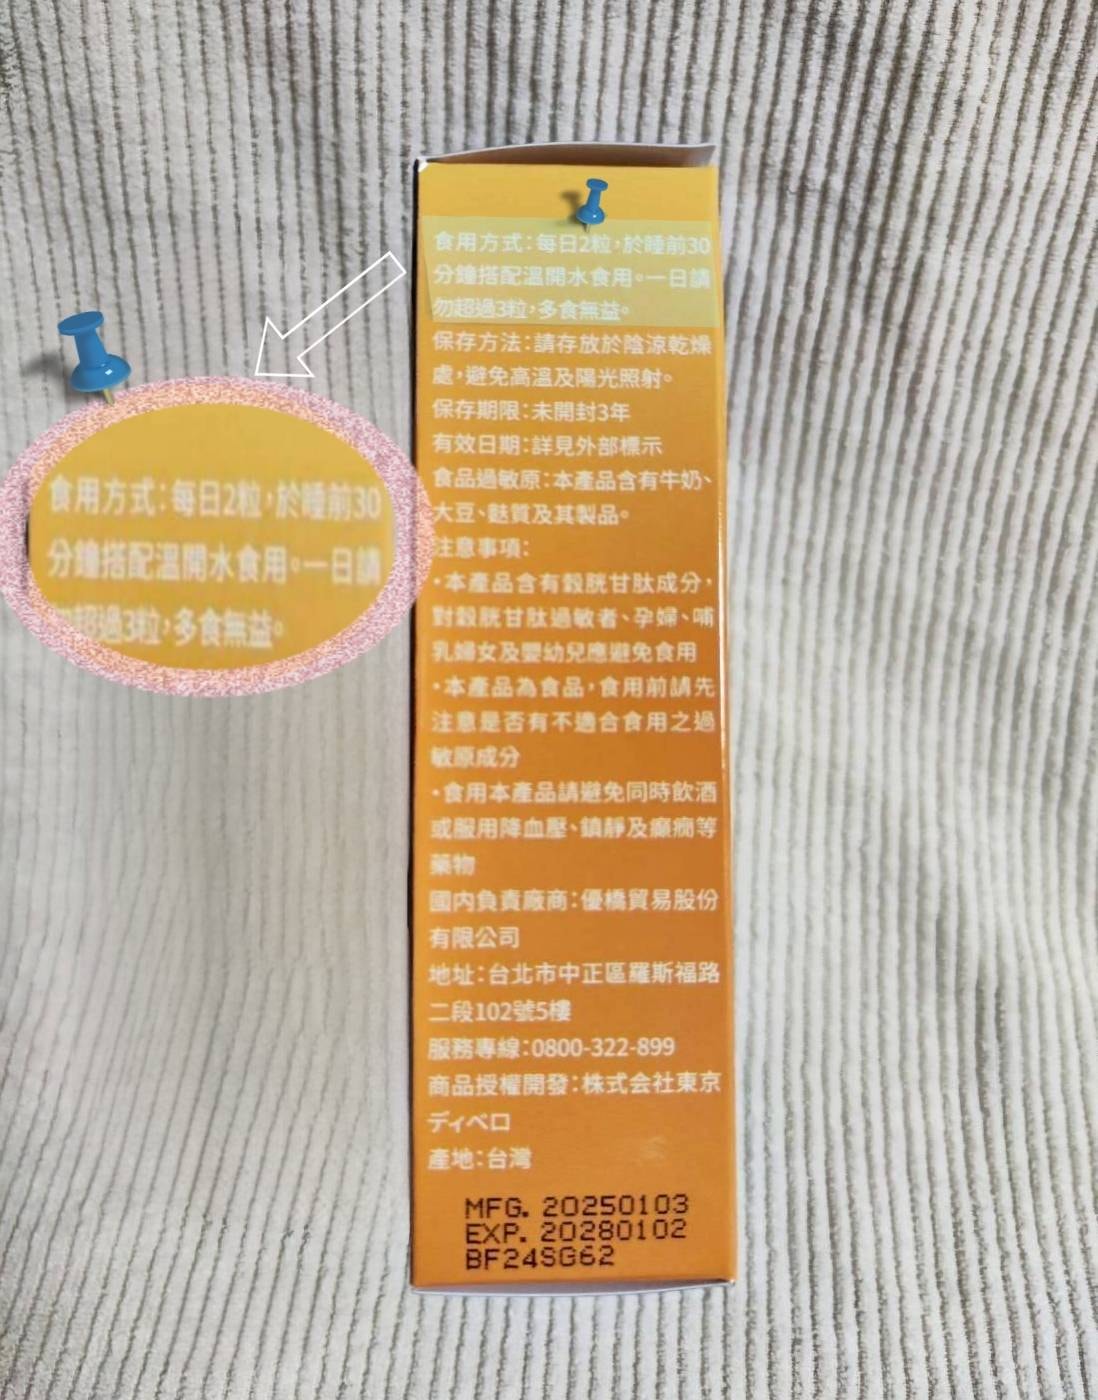 食用方式：每日2粒，於睡前30
分鐘搭配溫開水食用。一日請
勿超過3粒，多食無益。
保存方法：請存放於陰涼乾燥
處，避免高溫及陽光照射。
保存期限：未開封3年
有效日期：詳見外部標示
食品過敏原：本產品含有牛奶、
大豆、麩質及其製品。
注意事項：
・本產品含有穀胱甘肽成分，
對穀胱甘肽過敏者、孕婦、哺
乳婦女及嬰幼兒應避免食用
・本產品為食品，食用前請先
注意是否有不適合食用之過
敏原成分
・食用本產品請避免同時飲酒
或服用降血壓、鎮靜及癲癇等
藥物
國內負責廠商：優橋貿易股份
有限公司
地址：台北市中正區羅斯福路
二段102號5樓
服務專線：0800-322-899
商品授權開發：株式会社東京
ディベロ
產地：台灣
MFG. 20250103
EXP. 20280102
BF24SG62
食用方式：每日2粒，於睡前30
分鐘搭配溫開水食用。一日請
勿超過3粒，多食無益。